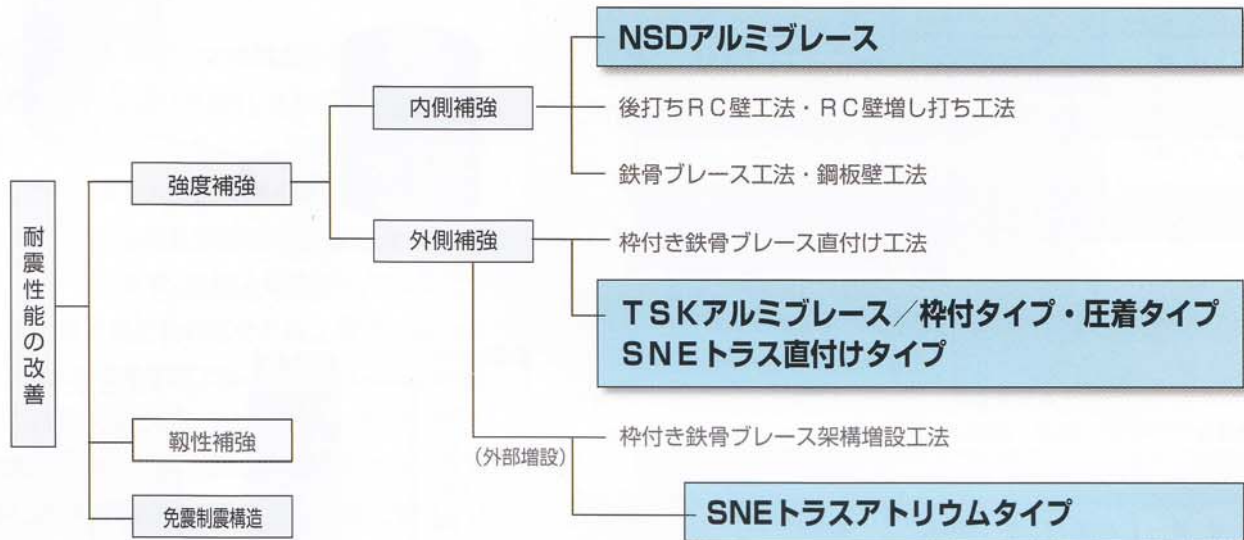 耐震性能の改善
強度補強
靱性補強
免震制震構造
内側補強
外側補強
(外部増設)
NSDアルミブレース
後打ちRC壁工法・RC壁増し打ち工法
鉄骨ブレース工法・鋼板壁工法
枠付き鉄骨ブレース直付け工法
TSKアルミブレース/枠付タイプ・圧着タイプ
SNEトラス直付けタイプ
枠付き鉄骨ブレース架構増設工法
SNEトラスアトリウムタイプ